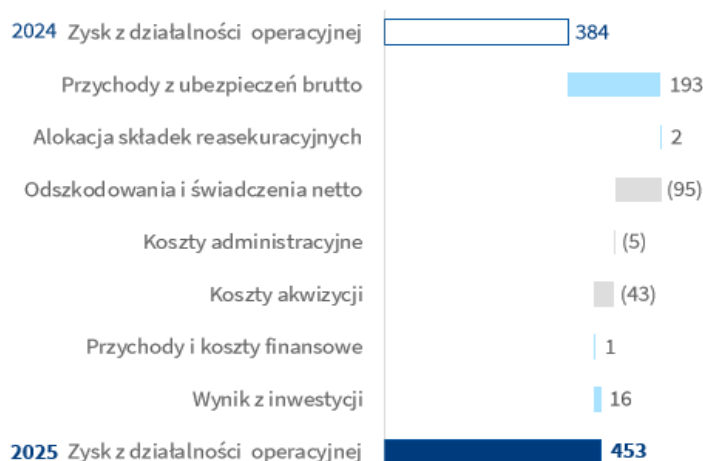 2024 Zysk z działalności operacyjnej 384
Przychody z ubezpieczeń brutto 193
Alokacja składek reasekuracyjnych 2
Odszkodowania i świadczenia netto (95)
Koszty administracyjne (5)
Koszty akwizycji (43)
Przychody i koszty finansowe 1
Wynik z inwestycji 16
2025 Zysk z działalności operacyjnej 453